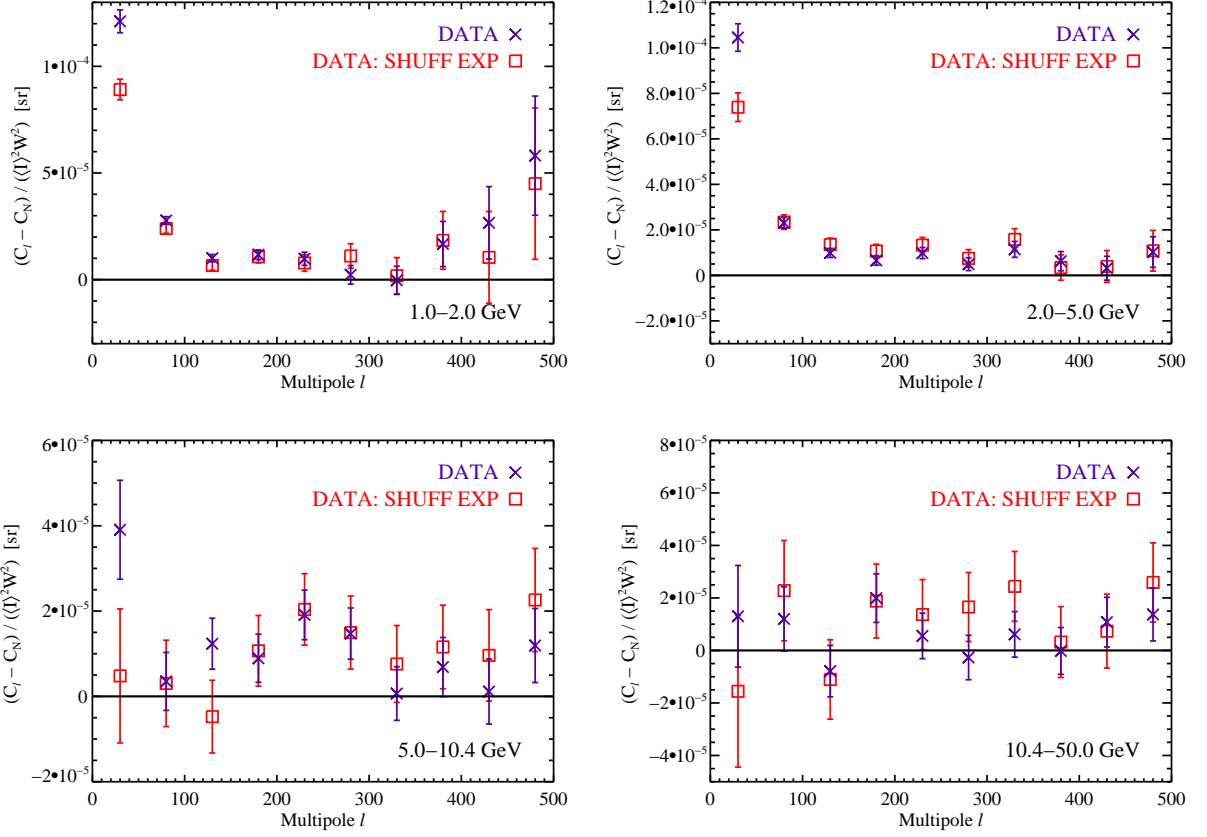 DATA
DATA: SHUFF EXP
1•10⁻⁴
5•10⁻⁵
0
(C_l – C_N) / (⟨I⟩²W²) [sr]
1.0–2.0 GeV
0 100 200 300 400 500
Multipole l
1.2•10⁻⁴
1.0•10⁻⁴
8.0•10⁻⁵
6.0•10⁻⁵
4.0•10⁻⁵
2.0•10⁻⁵
0
–2.0•10⁻⁵
(C_l – C_N) / (⟨I⟩²W²) [sr]
DATA
DATA: SHUFF EXP
2.0–5.0 GeV
0 100 200 300 400 500
Multipole l
6•10⁻⁵
4•10⁻⁵
2•10⁻⁵
0
–2•10⁻⁵
(C_l – C_N) / (⟨I⟩²W²) [sr]
DATA
DATA: SHUFF EXP
5.0–10.4 GeV
0 100 200 300 400 500
Multipole l
8•10⁻⁵
6•10⁻⁵
4•10⁻⁵
2•10⁻⁵
0
–2•10⁻⁵
–4•10⁻⁵
(C_l – C_N) / (⟨I⟩²W²) [sr]
DATA
DATA: SHUFF EXP
10.4–50.0 GeV
0 100 200 300 400 500
Multipole l